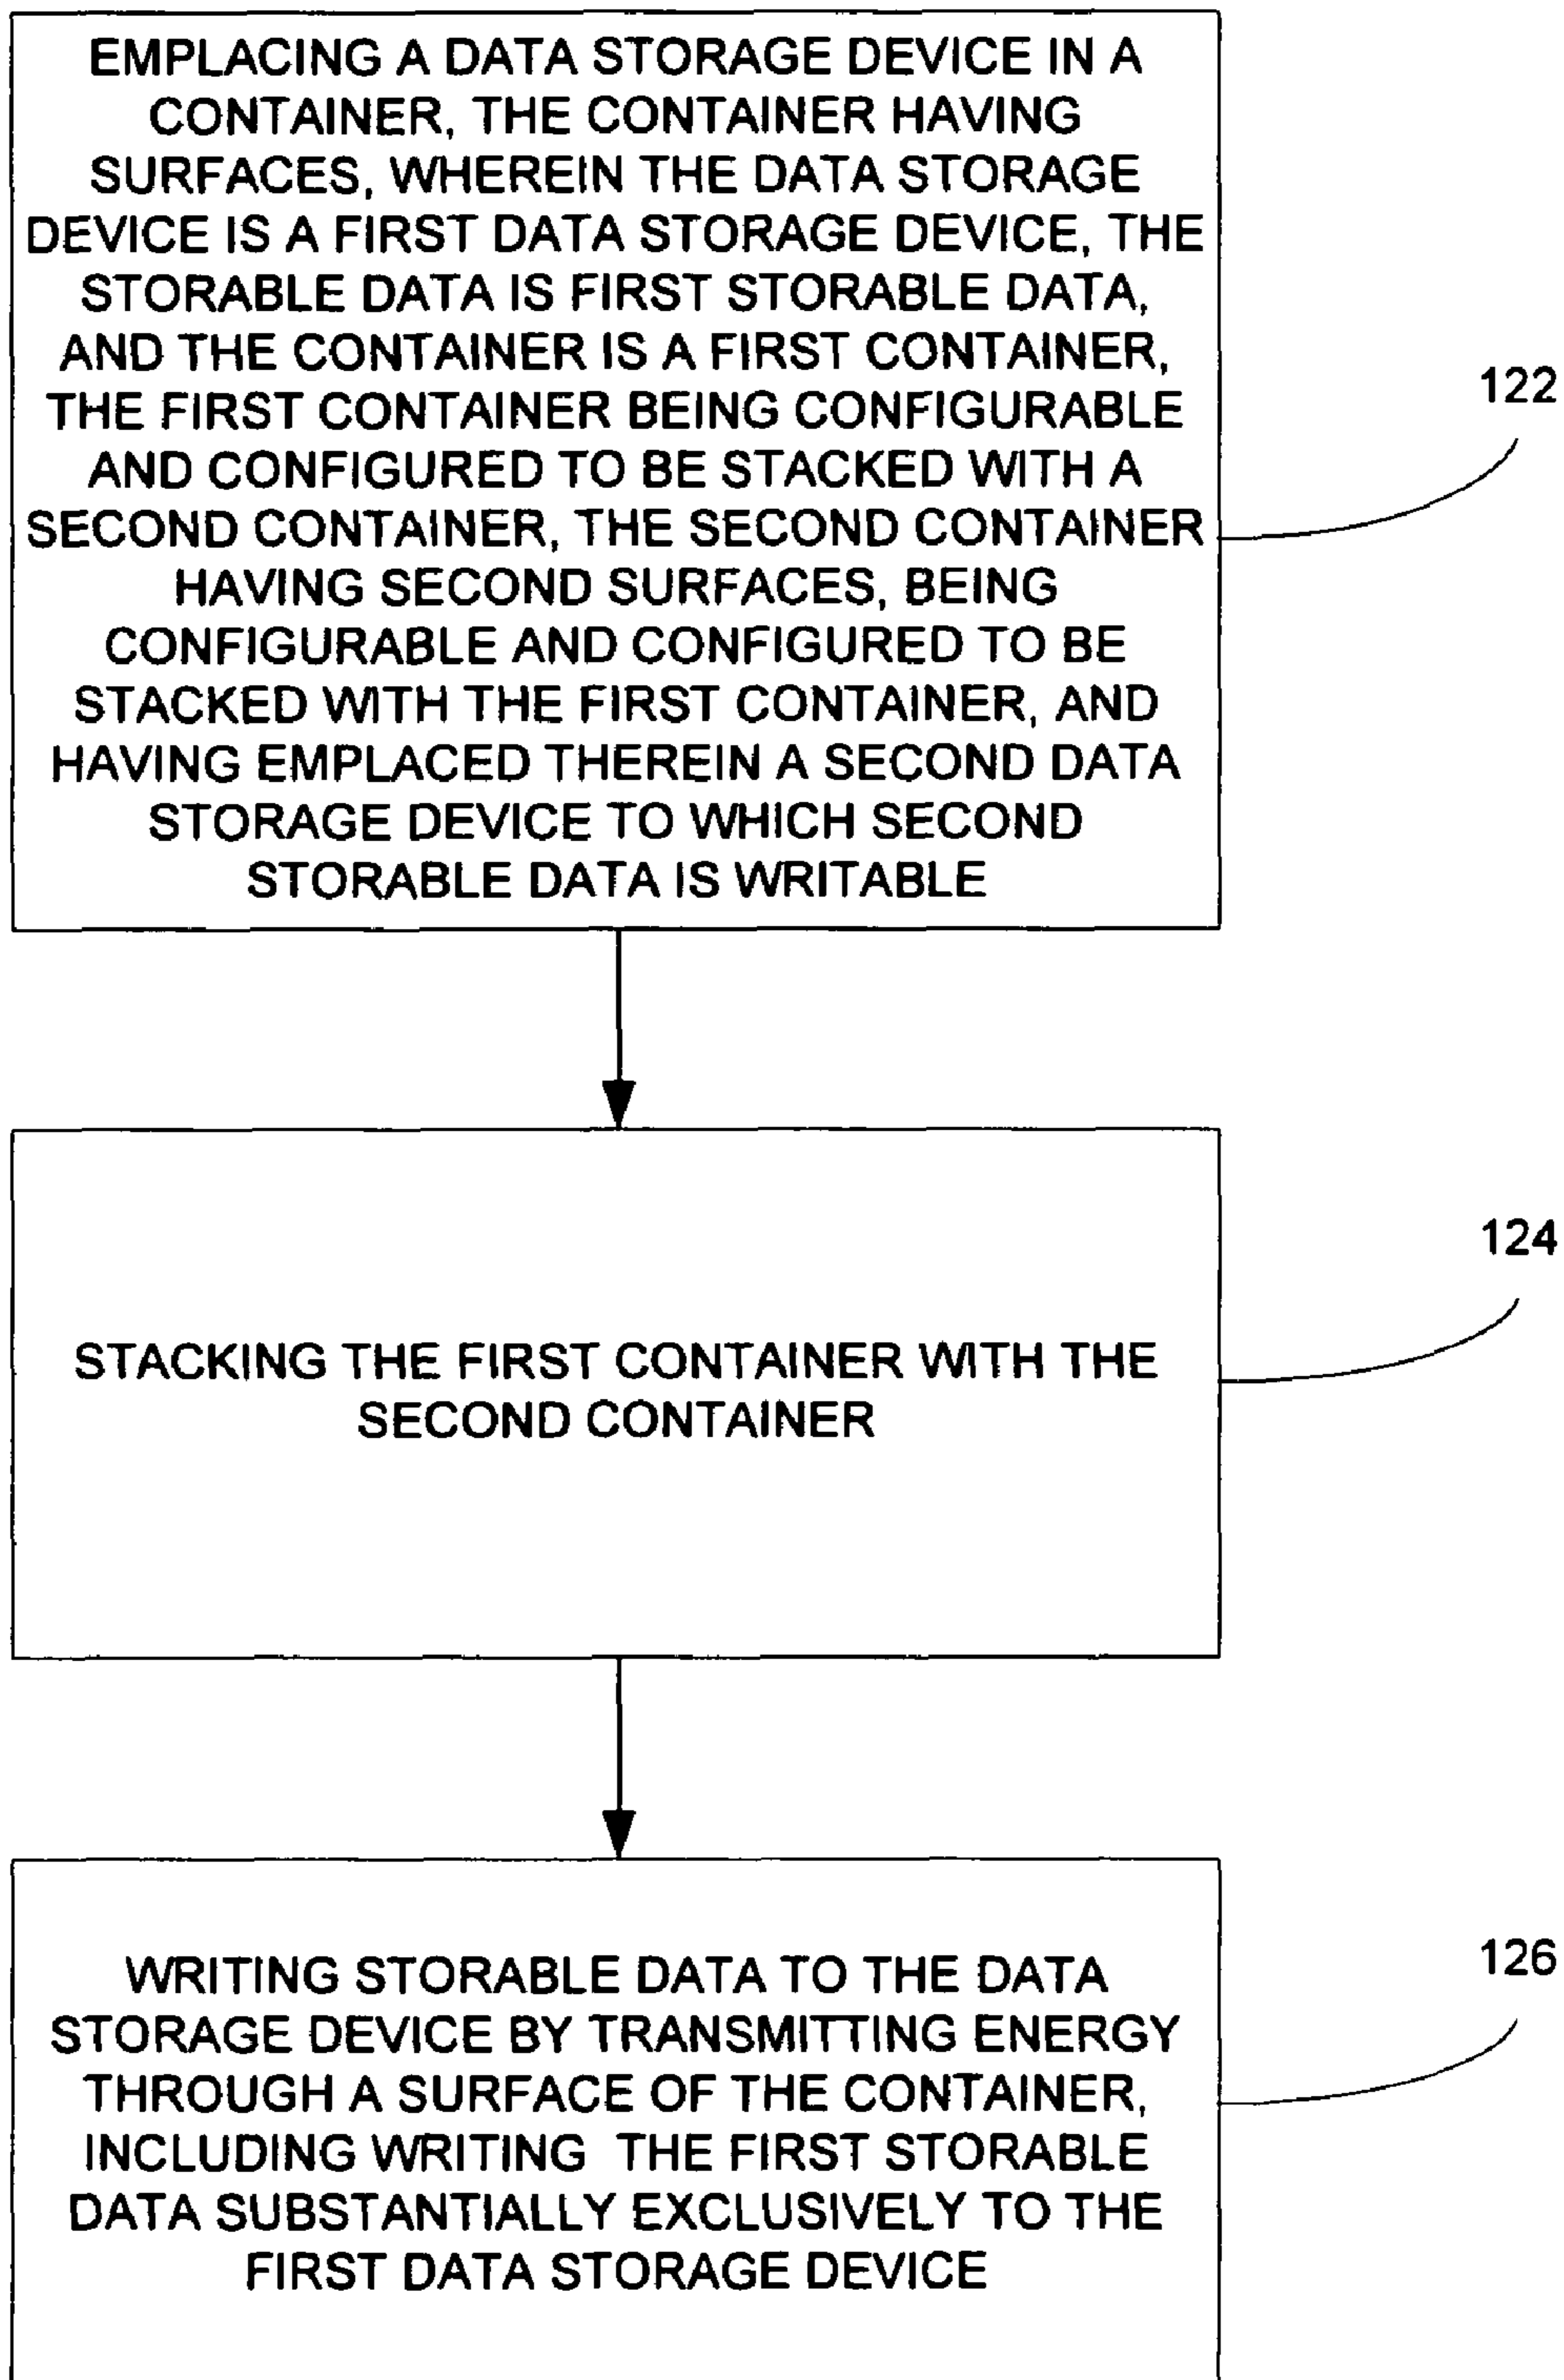 EMPLACING A DATA STORAGE DEVICE IN A
CONTAINER, THE CONTAINER HAVING
SURFACES, WHEREIN THE DATA STORAGE
DEVICE IS A FIRST DATA STORAGE DEVICE, THE
STORABLE DATA IS FIRST STORABLE DATA,
AND THE CONTAINER IS A FIRST CONTAINER,
THE FIRST CONTAINER BEING CONFIGURABLE
AND CONFIGURED TO BE STACKED WITH A
SECOND CONTAINER, THE SECOND CONTAINER
HAVING SECOND SURFACES, BEING
CONFIGURABLE AND CONFIGURED TO BE
STACKED WITH THE FIRST CONTAINER, AND
HAVING EMPLACED THEREIN A SECOND DATA
STORAGE DEVICE TO WHICH SECOND
STORABLE DATA IS WRITABLE
122
STACKING THE FIRST CONTAINER WITH THE
SECOND CONTAINER
124
WRITING STORABLE DATA TO THE DATA
STORAGE DEVICE BY TRANSMITTING ENERGY
THROUGH A SURFACE OF THE CONTAINER,
INCLUDING WRITING THE FIRST STORABLE
DATA SUBSTANTIALLY EXCLUSIVELY TO THE
FIRST DATA STORAGE DEVICE
126